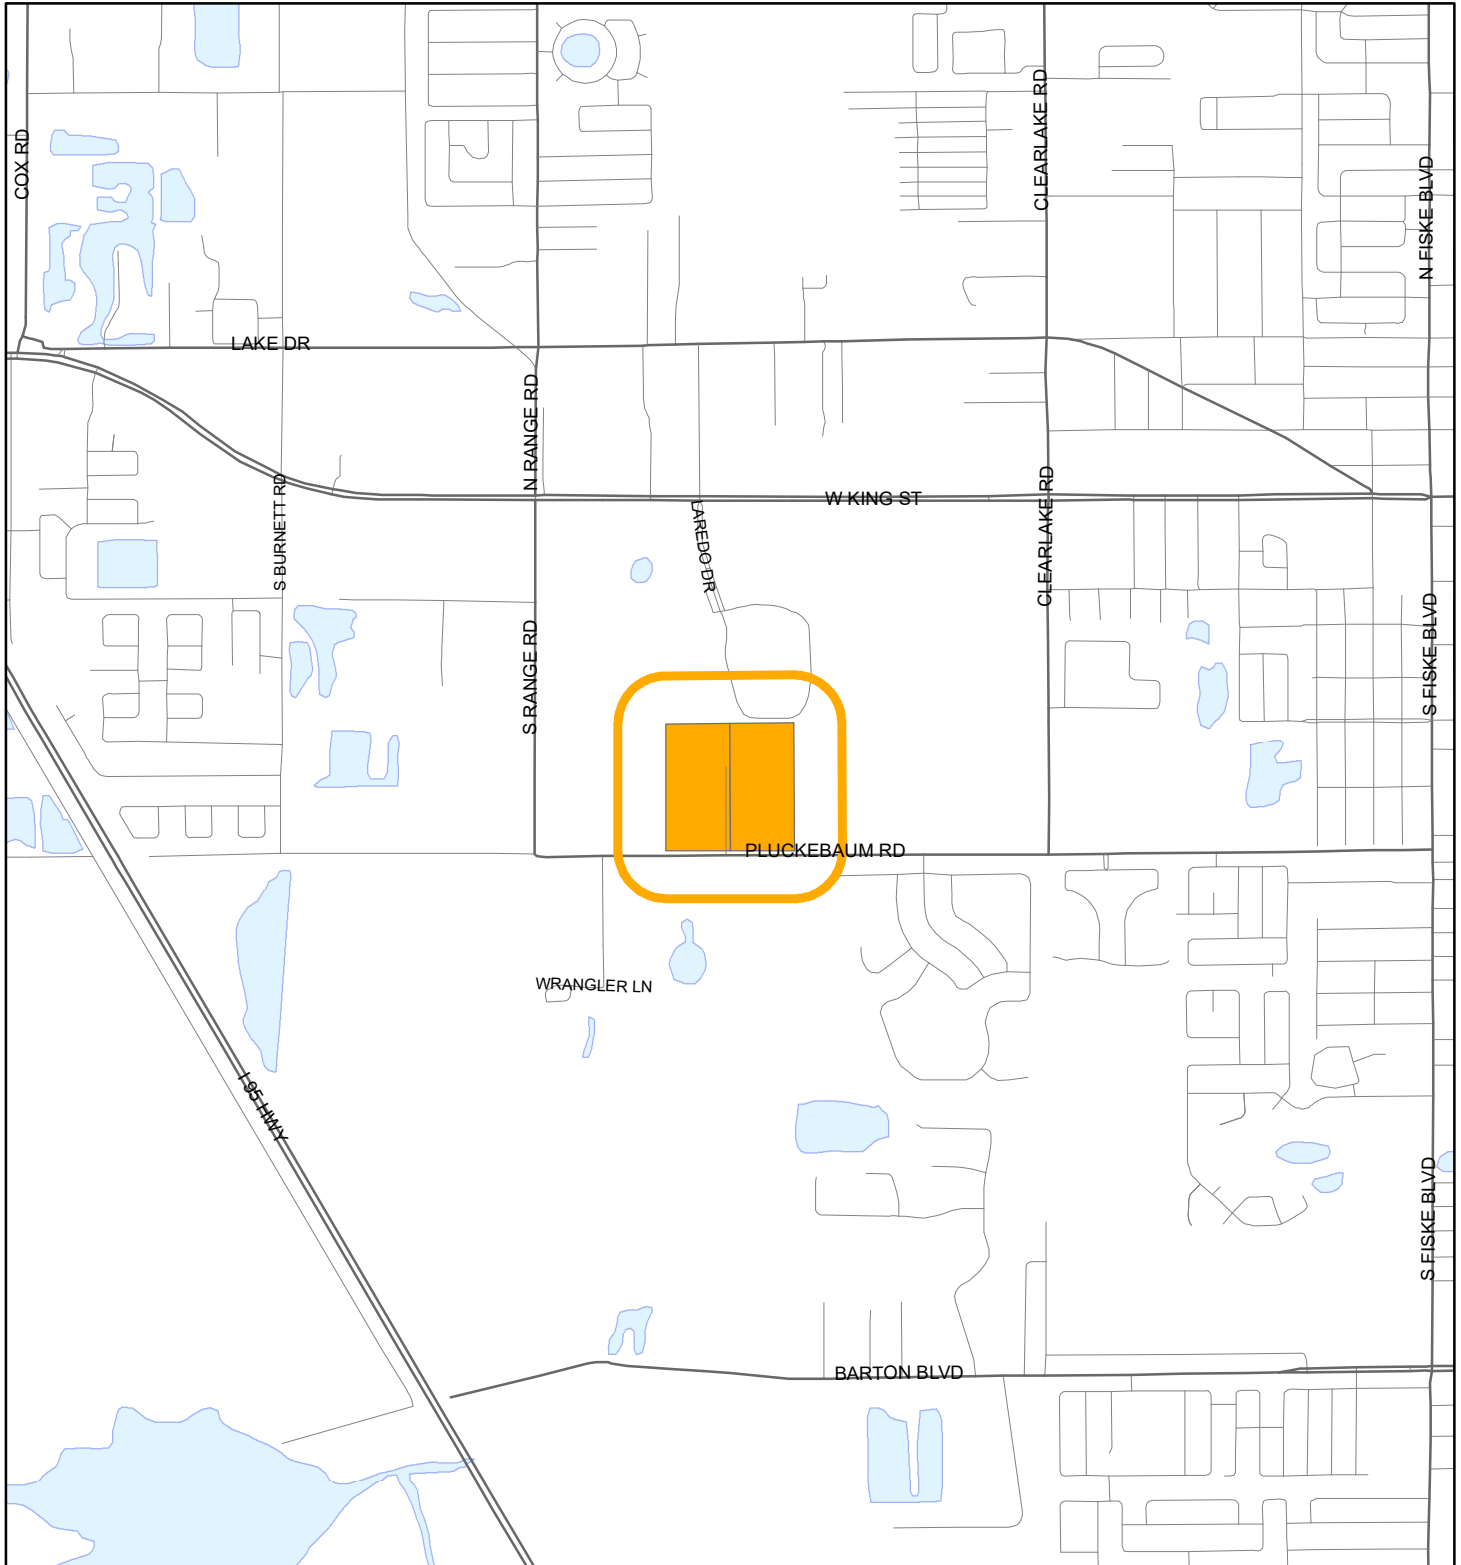 COX RD
CLEARLAKE RD
N FISKE BLVD
LAKE DR
N RANGE RD
W KING ST
S BURNETT RD
LAREDO DR
CLEARLAKE RD
S RANGE RD
S FISKE BLVD
PLUCKEBAUM RD
WRANGLER LN
I 95 HWY
S FISKE BLVD
BARTON BLVD